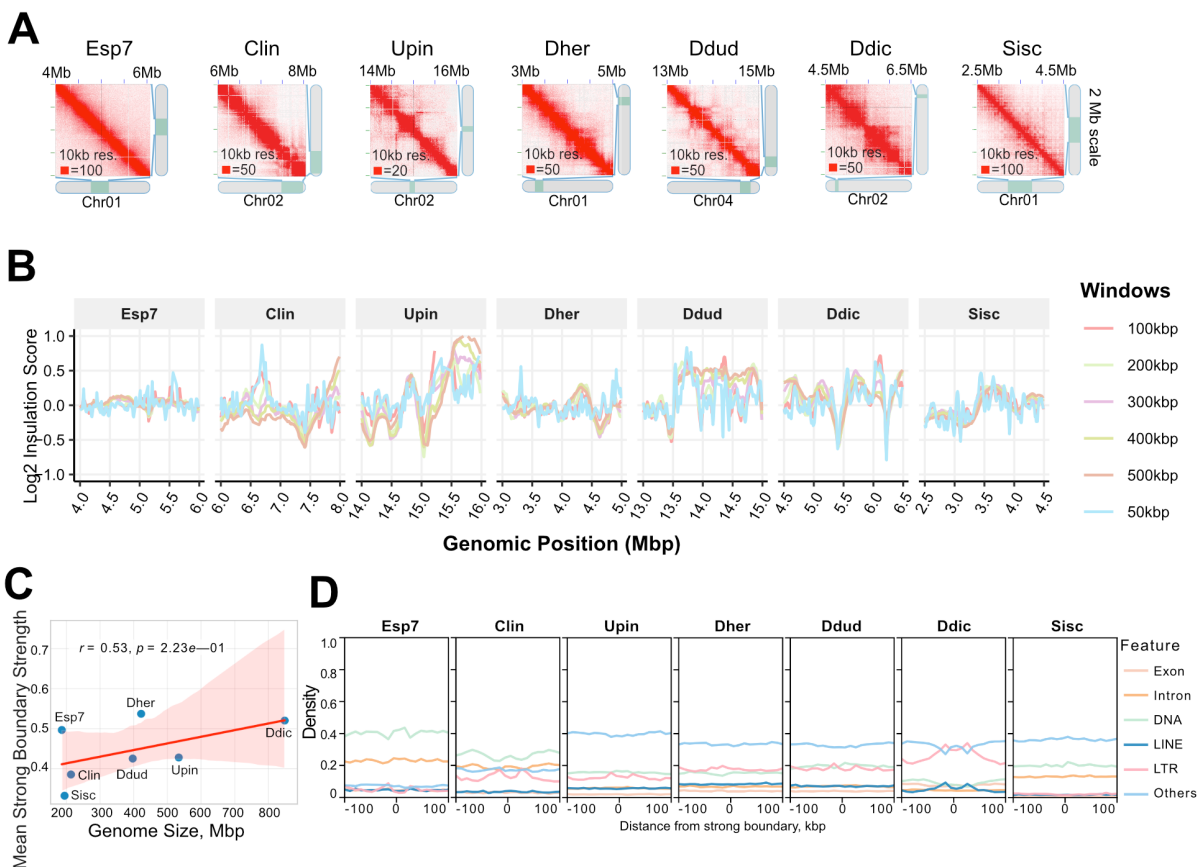 A
Esp7 Clin Upin Dher Ddud Ddic Sisc
4Mb 6Mb 6Mb 8Mb 14Mb 16Mb 3Mb 5Mb 13Mb 15Mb 4.5Mb 6.5Mb 2.5Mb 4.5Mb
10kb res. 10kb res. 10kb res. 10kb res. 10kb res. 10kb res. 10kb res.
=100 =50 =20 =50 =50 =50 =100
2 Mb scale
Chr01 Chr02 Chr02 Chr01 Chr04 Chr02 Chr01
B
Esp7 Clin Upin Dher Ddud Ddic Sisc
Log2 Insulation Score
1.0
0.5
0.0
-0.5
-1.0
4.0 4.5 5.0 5.5 6.0 6.0 6.5 7.0 7.5 8.0 14.0 14.5 15.0 15.5 16.0 3.0 3.5 4.0 4.5 5.0 13.0 13.5 14.0 14.5 15.0 4.5 5.0 5.5 6.0 6.5 2.5 3.0 3.5 4.0 4.5
Genomic Position (Mbp)
Windows
100kbp
200kbp
300kbp
400kbp
500kbp
50kbp
C
Mean Strong Boundary Strength
0.7
0.6
0.5
0.4
r = 0.53, p = 2.23e—01
Esp7
Dher
Ddic
Clin
Ddud
Upin
Sisc
200 300 400 500 600 700 800
Genome Size, Mbp
D
Esp7 Clin Upin Dher Ddud Ddic Sisc
Density
1.0
0.8
0.6
0.4
0.2
0
-100 0 100 -100 0 100 -100 0 100 -100 0 100 -100 0 100 -100 0 100 -100 0 100
Distance from strong boundary, kbp
Feature
Exon
Intron
DNA
LINE
LTR
Others